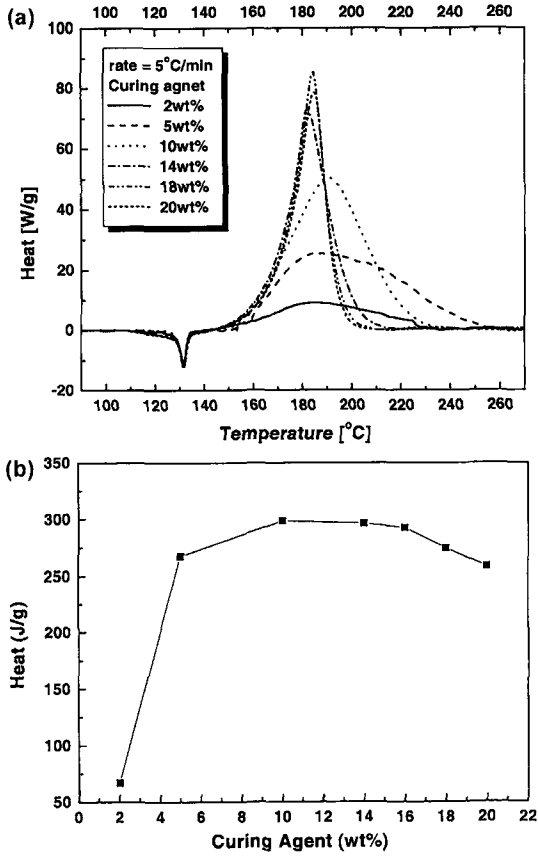 (a)
100 120 140 160 180 200 220 240 260
100
80
60
40
20
0
-20
Heat [W/g]
rate = 5°C/min
Curing agnet
2wt%
5wt%
10wt%
14wt%
18wt%
20wt%
100 120 140 160 180 200 220 240 260
Temperature [°C]
(b)
350
300
250
200
150
100
50
Heat (J/g)
0 2 4 6 8 10 12 14 16 18 20 22
Curing Agent (wt%)